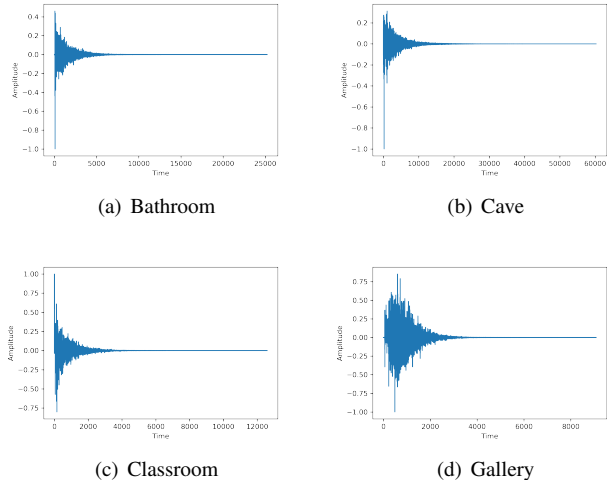 0.4
0.2
0.0
−0.2
−0.4
−0.6
−0.8
−1.0
Amplitude
0 5000 10000 15000 20000 25000
Time
(a) Bathroom
0.2
0.0
−0.2
−0.4
−0.6
−0.8
−1.0
Amplitude
0 10000 20000 30000 40000 50000 60000
Time
(b) Cave
1.00
0.75
0.50
0.25
0.00
−0.25
−0.50
−0.75
Amplitude
0 2000 4000 6000 8000 10000 12000
Time
(c) Classroom
0.75
0.50
0.25
0.00
−0.25
−0.50
−0.75
−1.00
Amplitude
0 2000 4000 6000 8000
Time
(d) Gallery